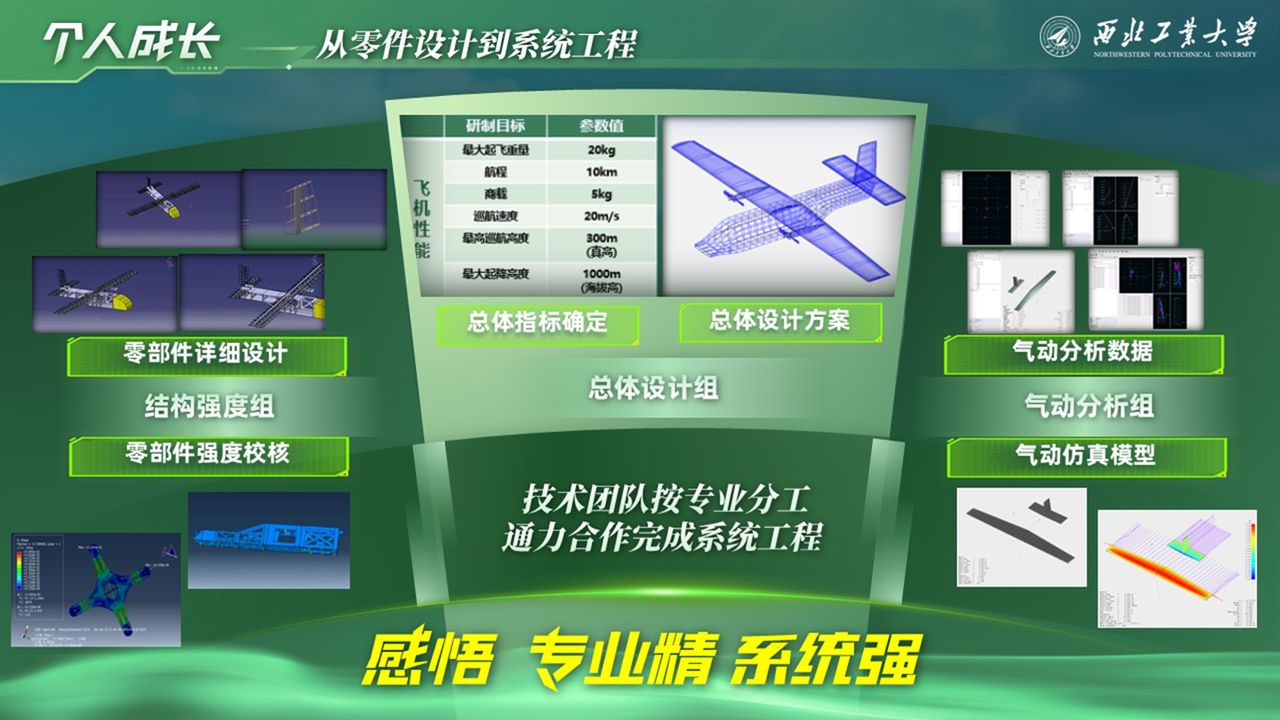 个人成长
从零件设计到系统工程
西北工业大学
NORTHWESTERN POLYTECHNICAL UNIVERSITY
飞机性能
研制目标 参数值
最大起飞重量 20kg
航程 10km
商载 5kg
巡航速度 20m/s
最高巡航高度 300m
(真高)
最大起降高度 1000m
(海拔高)
总体指标确定
总体设计方案
总体设计组
零部件详细设计
结构强度组
零部件强度校核
气动分析数据
气动分析组
气动仿真模型
技术团队按专业分工
通力合作完成系统工程
感悟 专业精 系统强